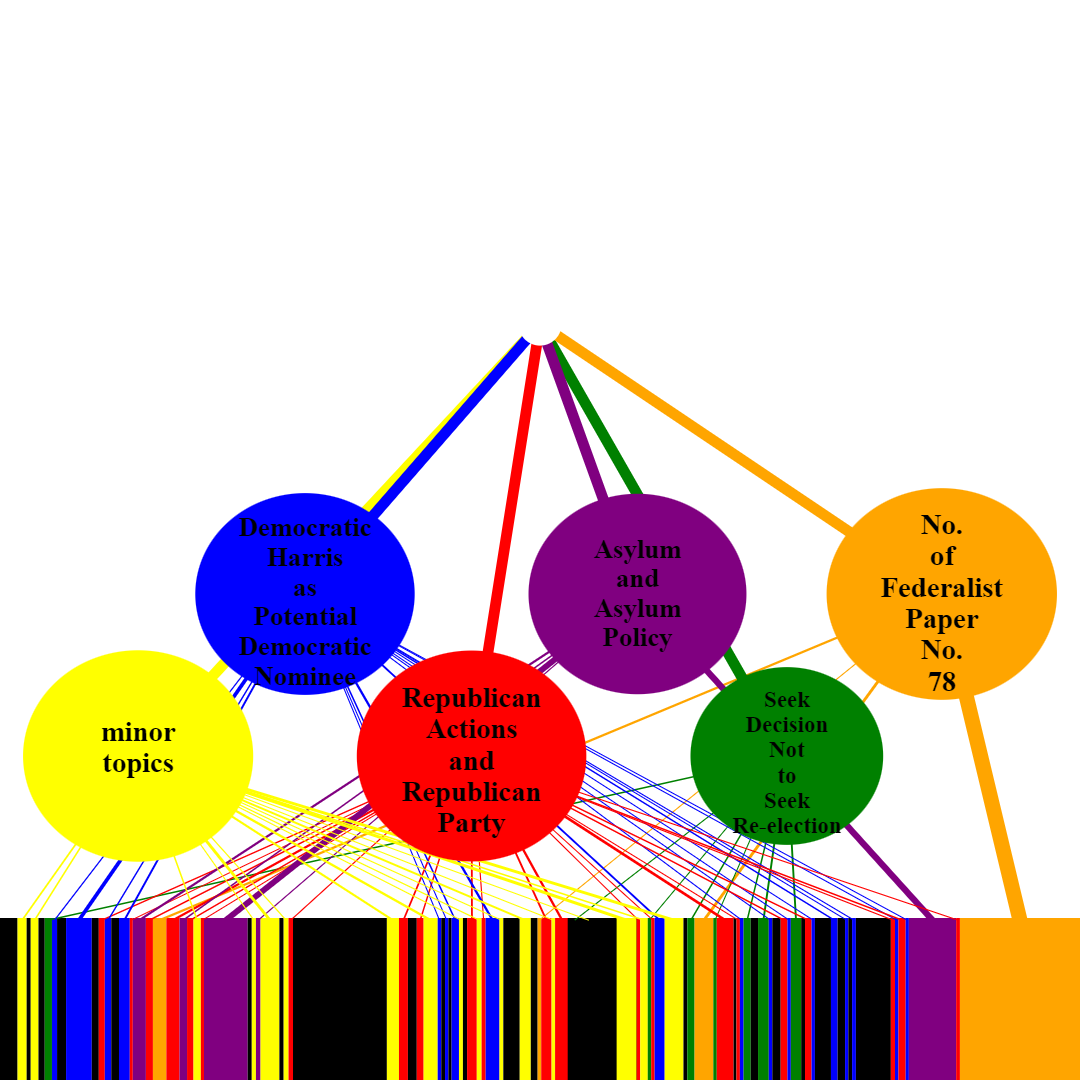 Democratic
Harris
as
Potential
Democratic
Nominee
Asylum
and
Asylum
Policy
No.
of
Federalist
Paper
No.
78
minor
topics
Republican
Actions
and
Republican
Party
Seek
Decision
Not
to
Seek
Re-election